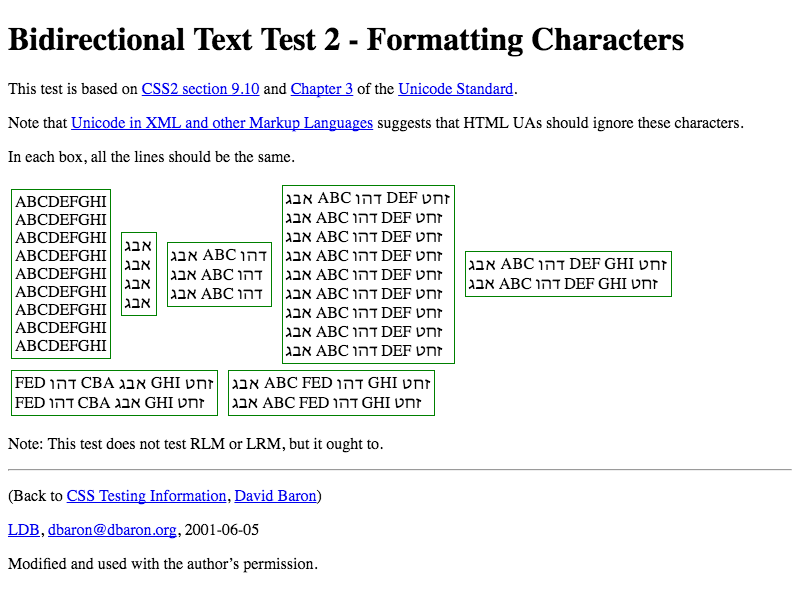 Bidirectional Text Test 2 - Formatting Characters
This test is based on CSS2 section 9.10 and Chapter 3 of the Unicode Standard.
Note that Unicode in XML and other Markup Languages suggests that HTML UAs should ignore these characters.
In each box, all the lines should be the same.
ABCDEFGHI
ABCDEFGHI
ABCDEFGHI
ABCDEFGHI
ABCDEFGHI
ABCDEFGHI
ABCDEFGHI
ABCDEFGHI
ABCDEFGHI
אבג
אבג
אבג
אבג
אבג ABC דהו
אבג ABC דהו
אבג ABC דהו
אבג ABC דהו DEF זחט
אבג ABC דהו DEF זחט
אבג ABC דהו DEF זחט
אבג ABC דהו DEF זחט
אבג ABC דהו DEF זחט
אבג ABC דהו DEF זחט
אבג ABC דהו DEF זחט
אבג ABC דהו DEF זחט
אבג ABC דהו DEF זחט
אבג ABC דהו DEF GHI זחט
אבג ABC דהו DEF GHI זחט
FED דהו CBA אבג GHI זחט
FED דהו CBA אבג GHI זחט
אבג ABC FED דהו GHI זחט
אבג ABC FED דהו GHI זחט
Note: This test does not test RLM or LRM, but it ought to.
(Back to CSS Testing Information, David Baron)
LDB, dbaron@dbaron.org, 2001-06-05
Modified and used with the author’s permission.